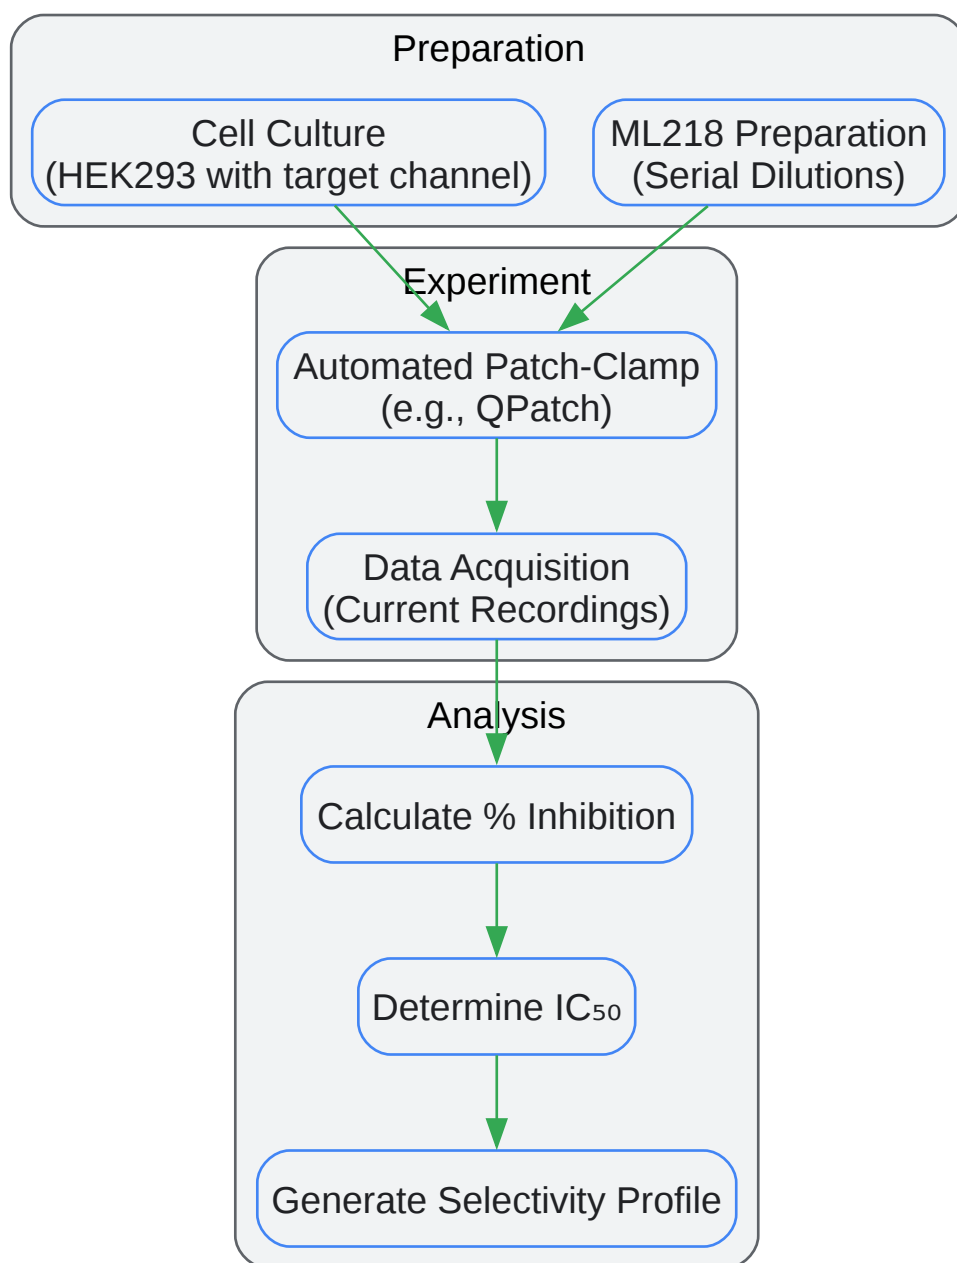 Preparation
Cell Culture
(HEK293 with target channel)
ML218 Preparation
(Serial Dilutions)
Experiment
Automated Patch-Clamp
(e.g., QPatch)
Data Acquisition
(Current Recordings)
Analysis
Calculate % Inhibition
Determine IC₅₀
Generate Selectivity Profile